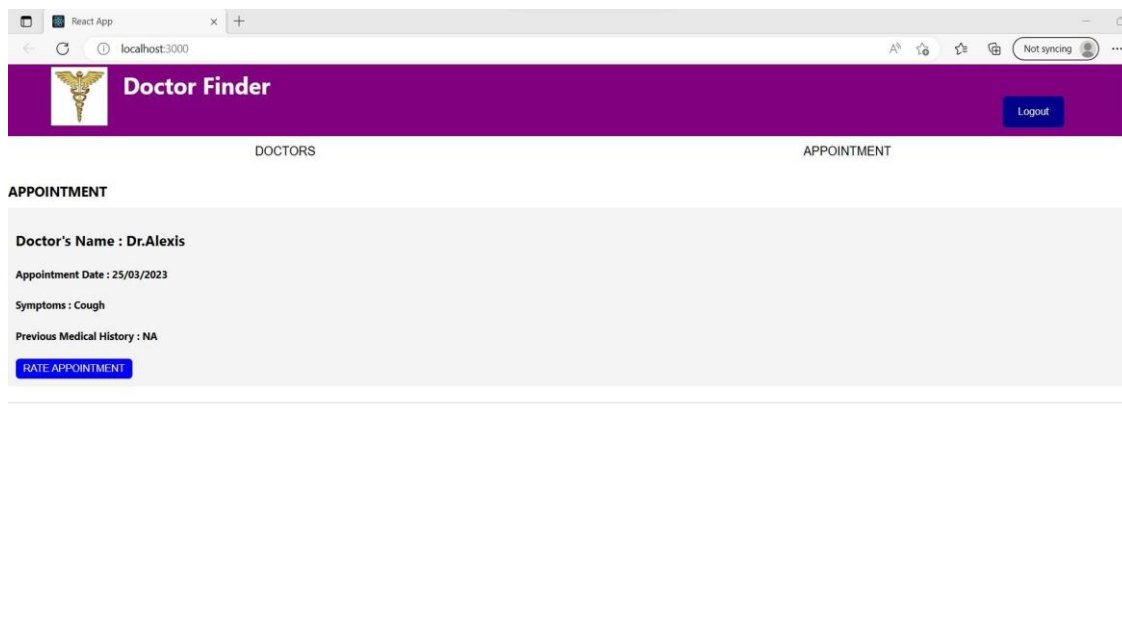 React App
localhost:3000
Not syncing
Doctor Finder
Logout
DOCTORS APPOINTMENT
APPOINTMENT
Doctor's Name : Dr.Alexis
Appointment Date : 25/03/2023
Symptoms : Cough
Previous Medical History : NA
RATE APPOINTMENT